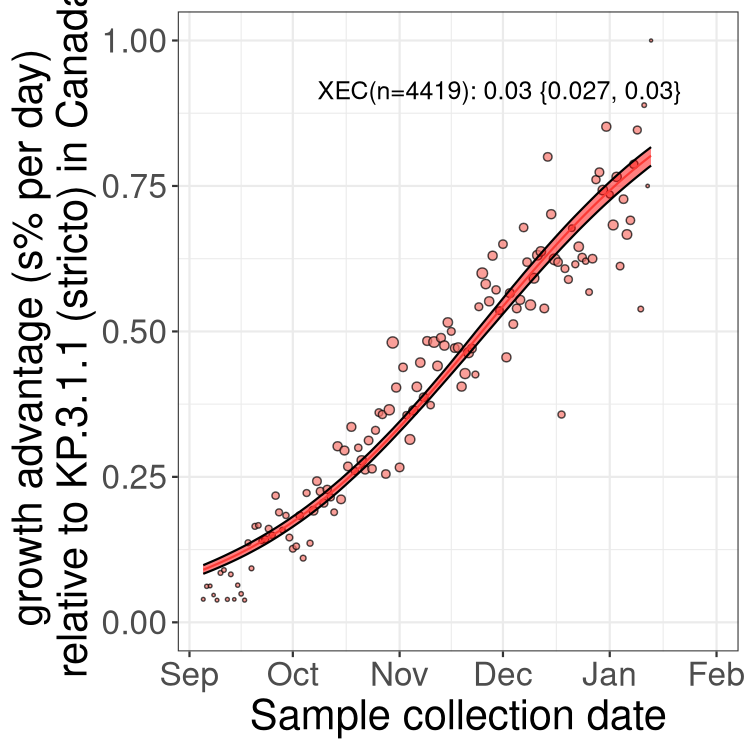 growth advantage (s% per day)
relative to KP.3.1.1 (stricto) in Canada
1.00
0.75
0.50
0.25
0.00
XEC(n=4419): 0.03 {0.027, 0.03}
Sep Oct Nov Dec Jan Feb
Sample collection date